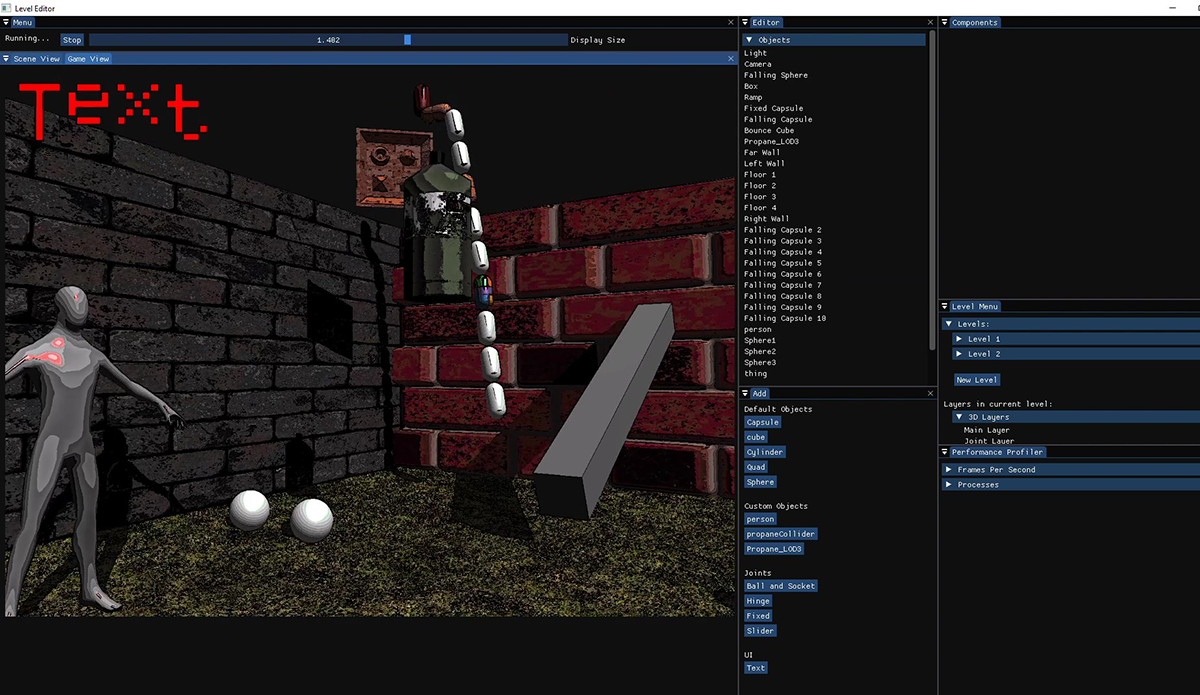 Level Editor
Menu
Running...
Stop
1.482
Display Size
Scene View
Game View
Text
Editor
Objects
Light
Camera
Falling Sphere
Box
Ramp
Fixed Capsule
Falling Capsule
Bounce Cube
Propane_LOD3
Far Wall
Left Wall
Floor 1
Floor 2
Floor 3
Floor 4
Right Wall
Falling Capsule 2
Falling Capsule 3
Falling Capsule 4
Falling Capsule 5
Falling Capsule 6
Falling Capsule 7
Falling Capsule 8
Falling Capsule 9
Falling Capsule 10
person
Sphere1
Sphere2
Sphere3
thing
Add
Default Objects
Capsule
cube
Cylinder
Quad
Sphere
Custom Objects
person
propaneCollider
Propane_LOD3
Joints
Ball and Socket
Hinge
Fixed
Slider
UI
Text
Components
Level Menu
Levels:
Level 1
Level 2
New Level
Layers in current level:
3D Layers
Main Layer
Joint Layer
Performance Profiler
Frames Per Second
Processes